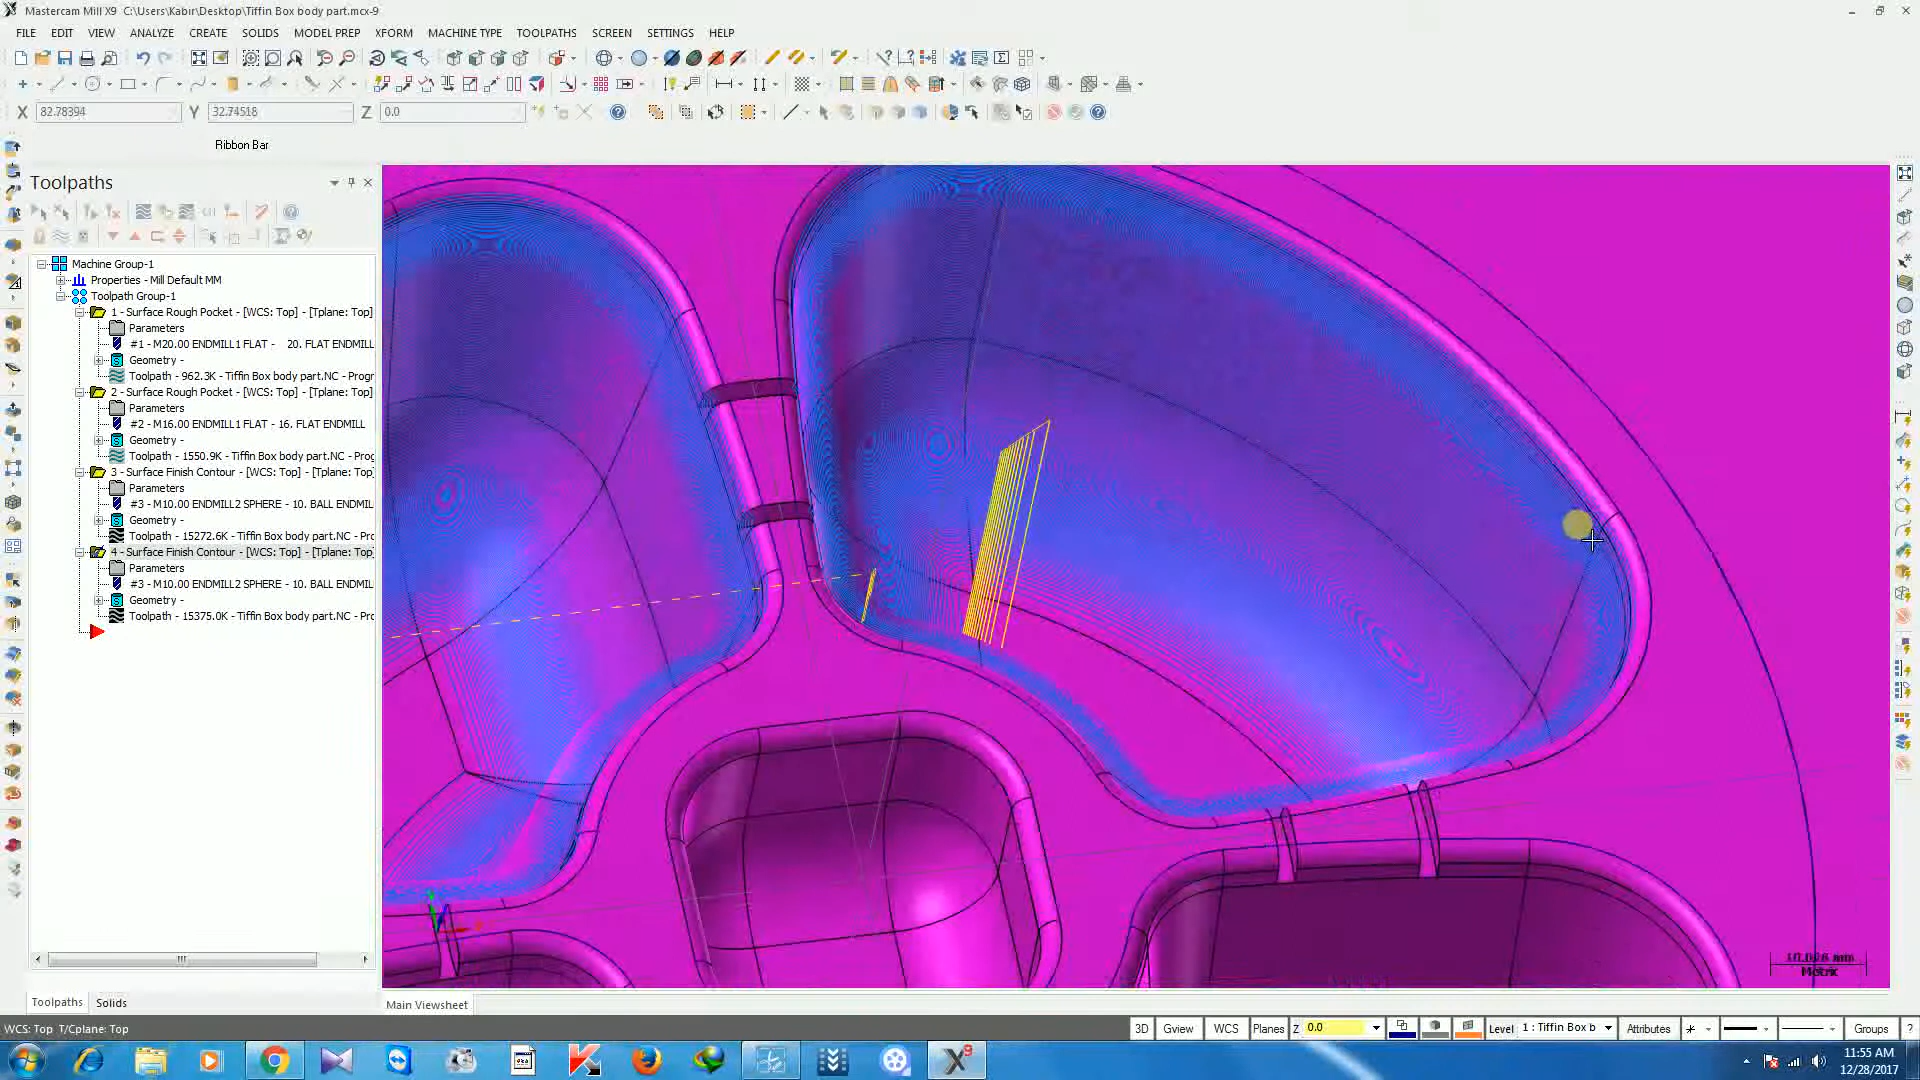 Mastercam Mill X9 C:\Users\Kabir\Desktop\Tiffin Box body part.mcx-9
FILE EDIT VIEW ANALYZE CREATE SOLIDS MODEL PREP XFORM MACHINE TYPE TOOLPATHS SCREEN SETTINGS HELP
X 82.78394 Y 32.74518 Z 0.0
Ribbon Bar
Toolpaths
Machine Group-1
Properties - Mill Default MM
Toolpath Group-1
1 - Surface Rough Pocket - [WCS: Top] - [Tplane: Top]
Parameters
#1 - M20.00 ENDMILL1 FLAT - 20. FLAT ENDMILL
Geometry -
Toolpath - 962.3K - Tiffin Box body part.NC - Progr
2 - Surface Rough Pocket - [WCS: Top] - [Tplane: Top]
Parameters
#2 - M16.00 ENDMILL1 FLAT - 16. FLAT ENDMILL
Geometry -
Toolpath - 1550.9K - Tiffin Box body part.NC - Prog
3 - Surface Finish Contour - [WCS: Top] - [Tplane: Top]
Parameters
#3 - M10.00 ENDMILL2 SPHERE - 10. BALL ENDMIL
Geometry -
Toolpath - 15272.6K - Tiffin Box body part.NC - Pro
4 - Surface Finish Contour - [WCS: Top] - [Tplane: Top]
Parameters
#3 - M10.00 ENDMILL2 SPHERE - 10. BALL ENDMIL
Geometry -
Toolpath - 15375.0K - Tiffin Box body part.NC - Pro
mm
Metric
Toolpaths Solids
Main Viewsheet
WCS: Top T/Cplane: Top
3D Gview WCS Planes Z 0.0 Level 1 : Tiffin Box b Attributes Groups ?
11:55 AM
12/28/2017